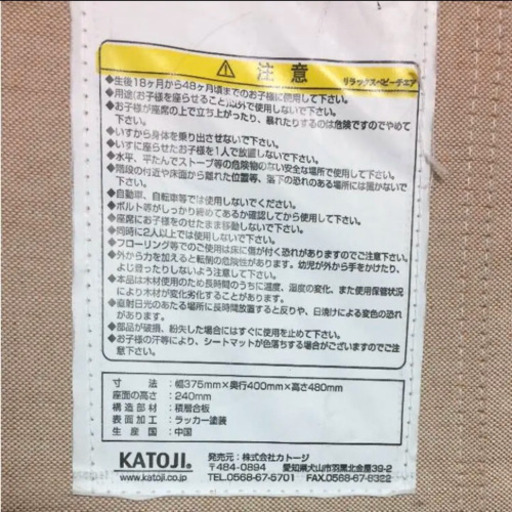 ⚠ 注意 リラックスベビーチェア
◆生後18ヶ月から48ヶ月頃までのお子様に使用して下さい。
◆用途(お子様を座らせること)以外で使用しないで下さい。
◆お子様が座席の上で立ち上がったり、暴れたりするのは危険ですのでやめて
下さい。
◆いすから身体を乗り出させないで下さい。
◆いすに座らせたお子様を1人で放置しないで下さい。
◆水平、平たんでストーブ等の危険物のない安全な場所で使用して下さい。
◆階段の付近や床面から離れた位置等、落下の恐れのある場所には置かないで
下さい。
◆自動車、自転車等では使用しないでください。
◆ボルト等がしっかり締めてあるか確認してから使用して下さい。
◆座席にお子様をのせたまま移動しないで下さい。
◆同時に2人以上では使用しないで下さい。
◆フローリング等でのご使用は床に傷が付く恐れがありますのでご注意下さい。
◆外から力を加えると転倒の危険性があります。幼児が外から手をかけたり、
よじ登ったりしないよう注意して下さい。
◆本品は木材使用のため長時間のうちに温度、湿度の変化、また使用保管状況
により木材が変劣化することがあります。
◆直射日光のあたる場所に長時間放置すると反りや、日焼けによる変色の恐れ
があります。
◆部品が破損、紛失した場合にはすぐに使用を止めて下さい。
◆お子様の汗等により、シートマットが色落ちする場合がございますのでご注
意下さい。
寸法:幅375mm×奥行400mm×高さ480mm
座面の高さ:240mm
構造部材:積層合板
表面加工:ラッカー塗装
生産国:中国
KATOJI® 発売元:株式会社カトージ
〒484-0894 愛知県犬山市羽黒北金屋39-2
www.katoji.co.jp TEL.0568-67-5701 FAX.0568-67-8322